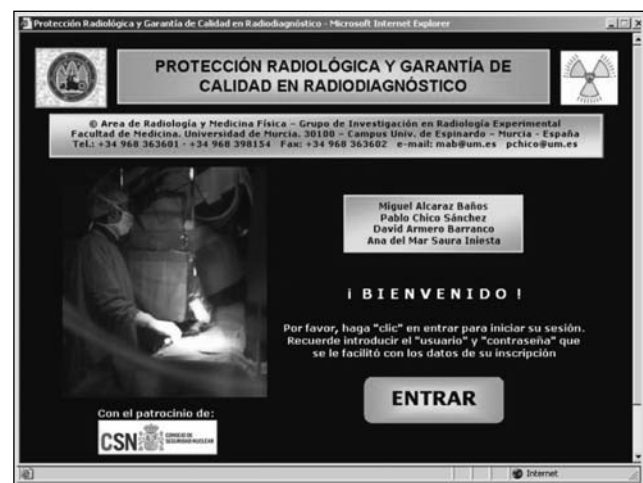 Protección Radiológica y Garantía de Calidad en Radiodiagnóstico - Microsoft Internet Explorer
PROTECCIÓN RADIOLÓGICA Y GARANTÍA DE
CALIDAD EN RADIODIAGNÓSTICO
© Area de Radiología y Medicina Física – Grupo de Investigación en Radiología Experimental
Facultad de Medicina. Universidad de Murcia. 30100 – Campus Univ. de Espinardo – Murcia - España
Tel.: +34 968 363601 - +34 968 398154 Fax: +34 968 363602 e-mail: mab@um.es pchico@um.es
Miguel Alcaraz Baños
Pablo Chico Sánchez
David Armero Barranco
Ana del Mar Saura Iniesta
¡ B I E N V E N I D O !
Por favor, haga "clic" en entrar para iniciar su sesión.
Recuerde introducir el "usuario" y "contraseña" que
se le facilitó con los datos de su inscripción
ENTRAR
Con el patrocinio de:
CSN
CONSEJO DE
SEGURIDAD NUCLEAR
Internet